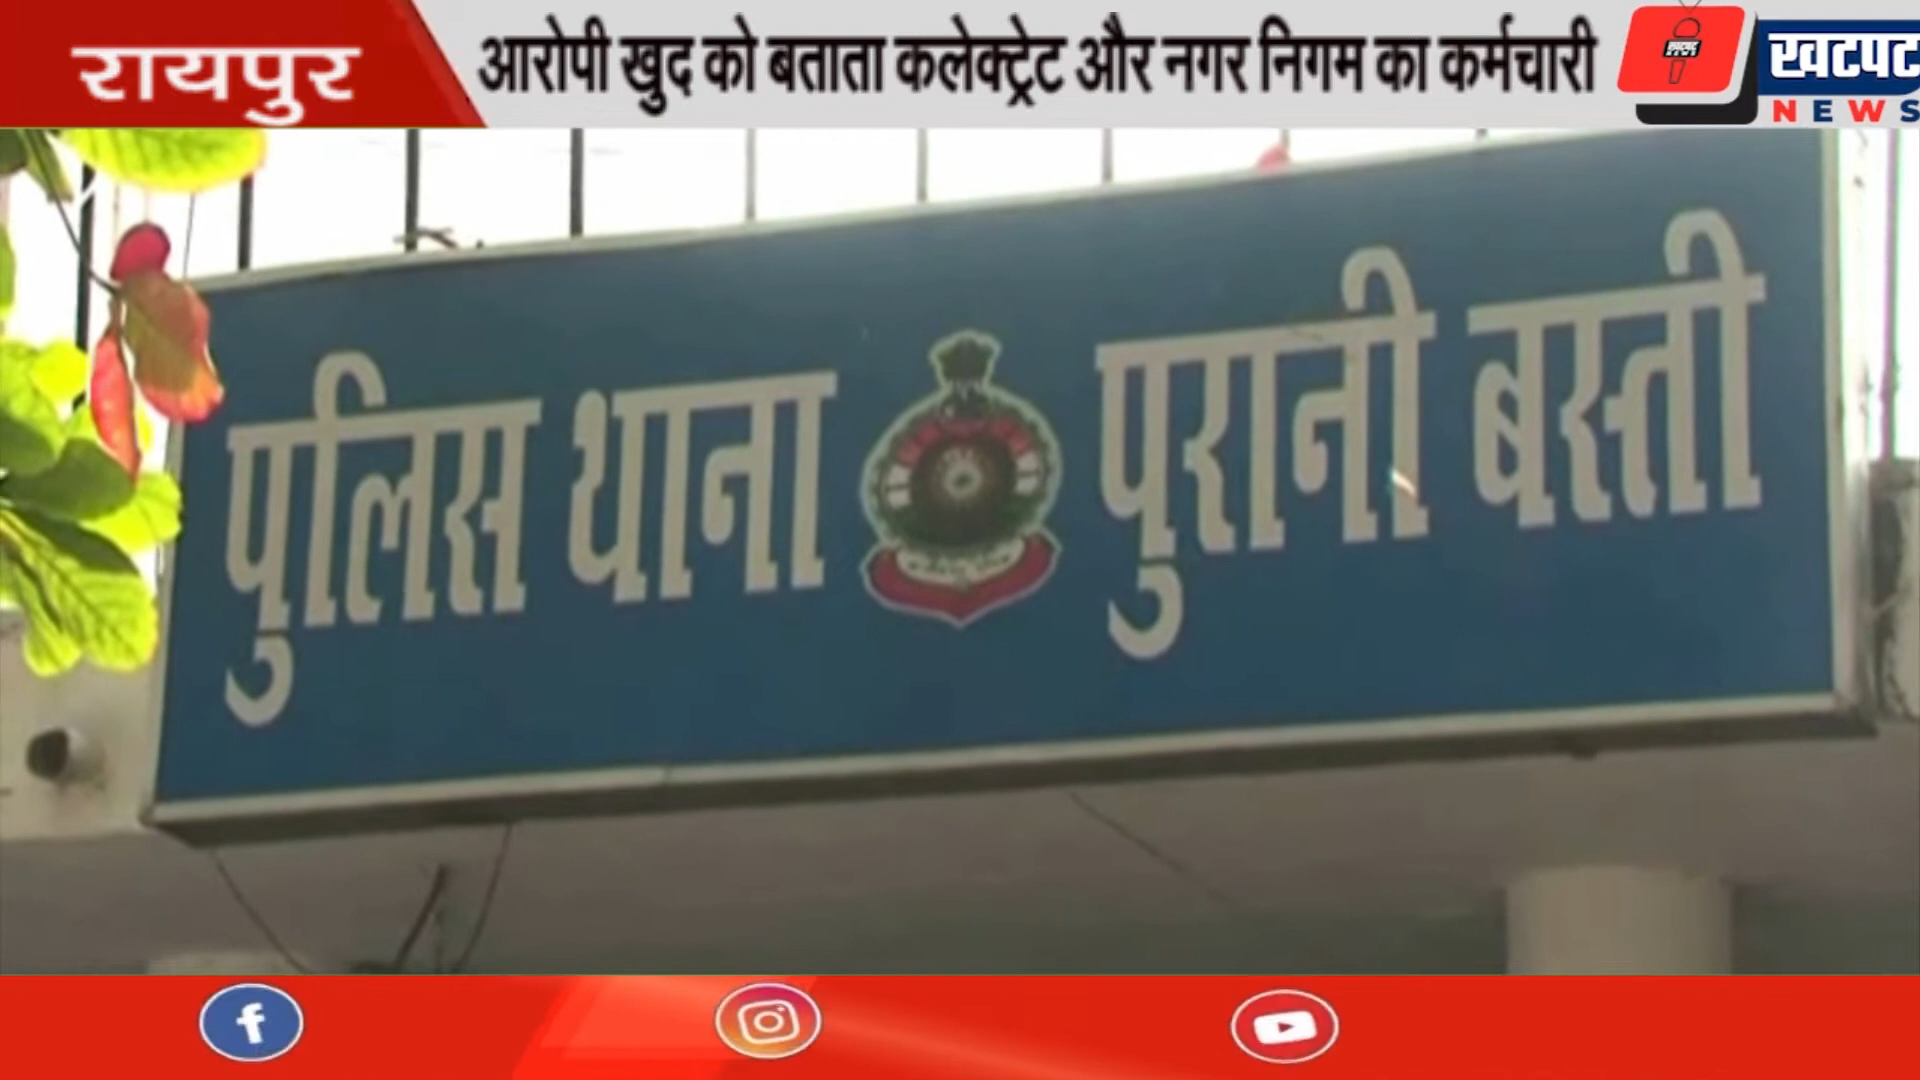 रायपुर
आरोपी खुद को बताता कलेक्ट्रेट और नगर निगम का कर्मचारी
खटपट
NEWS
पुलिस थाना पुरानी बस्ती